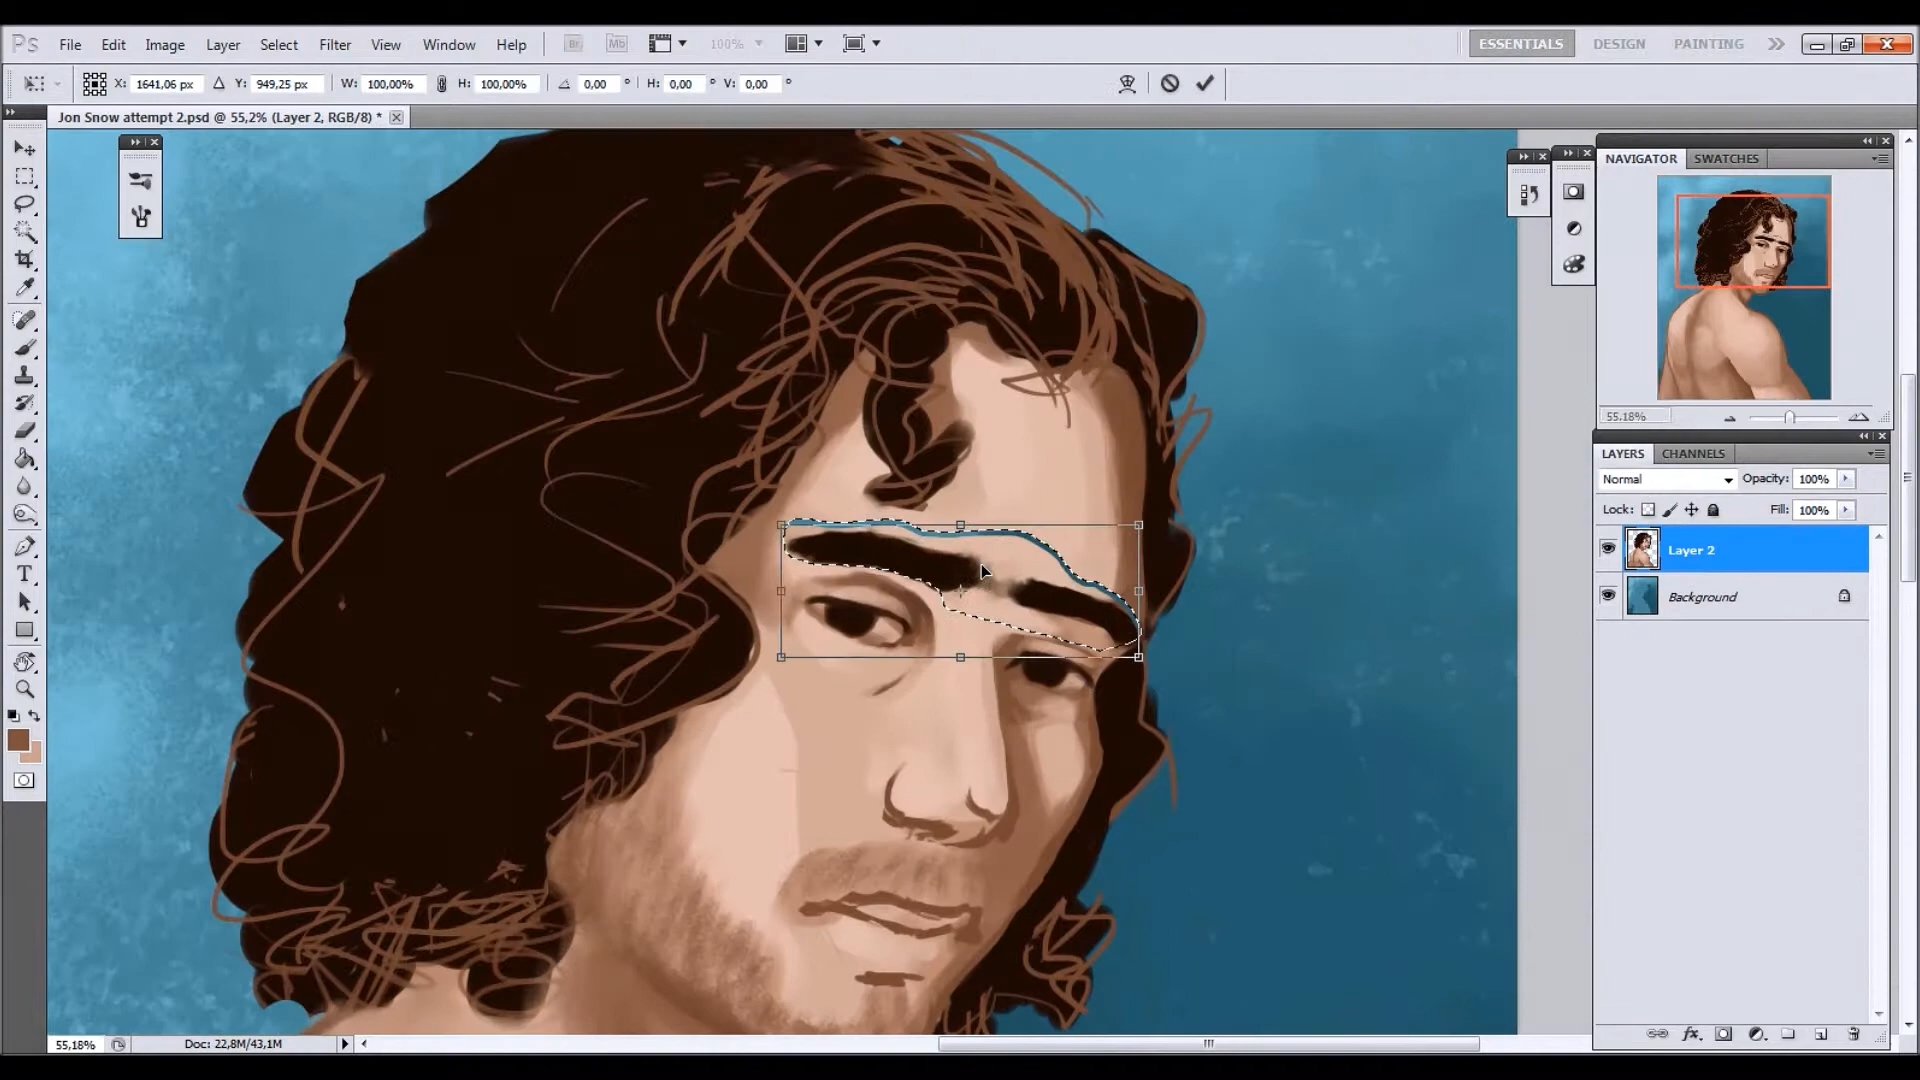 Ps File Edit Image Layer Select Filter View Window Help Br Mb 100% ESSENTIALS DESIGN PAINTING
X: 1641,06 px Y: 949,25 px W: 100,00% H: 100,00% 0,00 ° H: 0,00 ° V: 0,00 °
Jon Snow attempt 2.psd @ 55,2% (Layer 2, RGB/8) *
NAVIGATOR SWATCHES
55,18%
LAYERS CHANNELS
Normal Opacity: 100%
Lock: Fill: 100%
Layer 2
Background
T
fx
55,18% Doc: 22,8M/43,1M